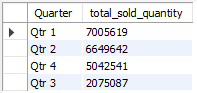 Quarter total_sold_quantity
Qtr 1 7005619
Qtr 2 6649642
Qtr 4 5042541
Qtr 3 2075087